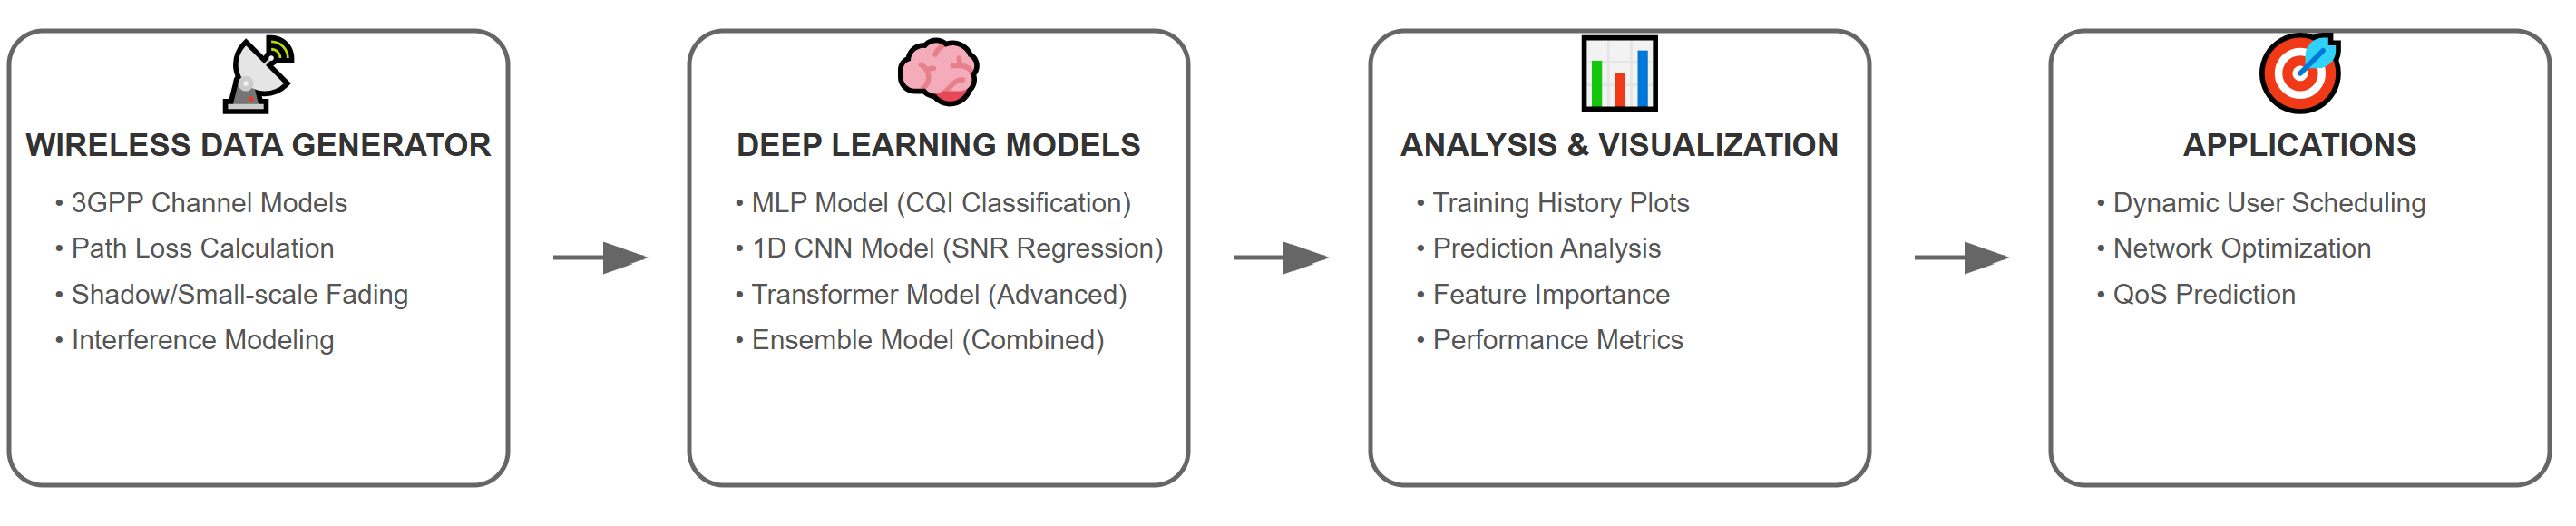 WIRELESS DATA GENERATOR
• 3GPP Channel Models
• Path Loss Calculation
• Shadow/Small-scale Fading
• Interference Modeling
DEEP LEARNING MODELS
• MLP Model (CQI Classification)
• 1D CNN Model (SNR Regression)
• Transformer Model (Advanced)
• Ensemble Model (Combined)
ANALYSIS & VISUALIZATION
• Training History Plots
• Prediction Analysis
• Feature Importance
• Performance Metrics
APPLICATIONS
• Dynamic User Scheduling
• Network Optimization
• QoS Prediction